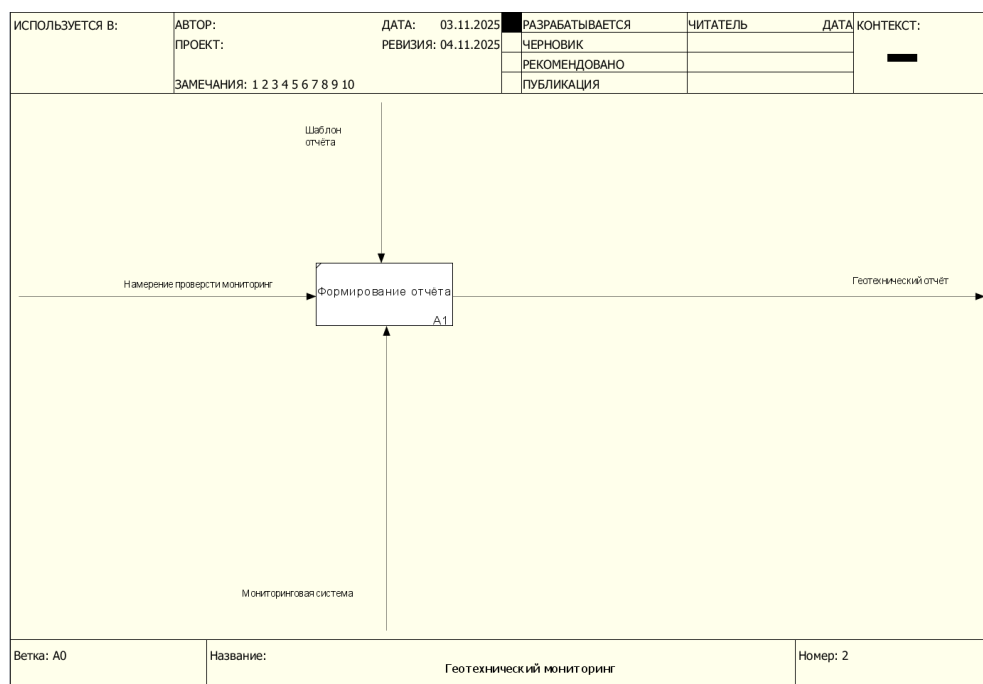 ИСПОЛЬЗУЕТСЯ В:
АВТОР:
ДАТА: 03.11.2025
РАЗРАБАТЫВАЕТСЯ
ЧИТАТЕЛЬ
ДАТА
КОНТЕКСТ:
ПРОЕКТ:
РЕВИЗИЯ: 04.11.2025
ЧЕРНОВИК
РЕКОМЕНДОВАНО
ЗАМЕЧАНИЯ: 1 2 3 4 5 6 7 8 9 10
ПУБЛИКАЦИЯ
Шаблон
отчёта
Намерение проверсти мониторинг
Формирование отчёта
A1
Геотехнический отчёт
Мониторинговая система
Ветка: A0
Название:
Геотехнический мониторинг
Номер: 2